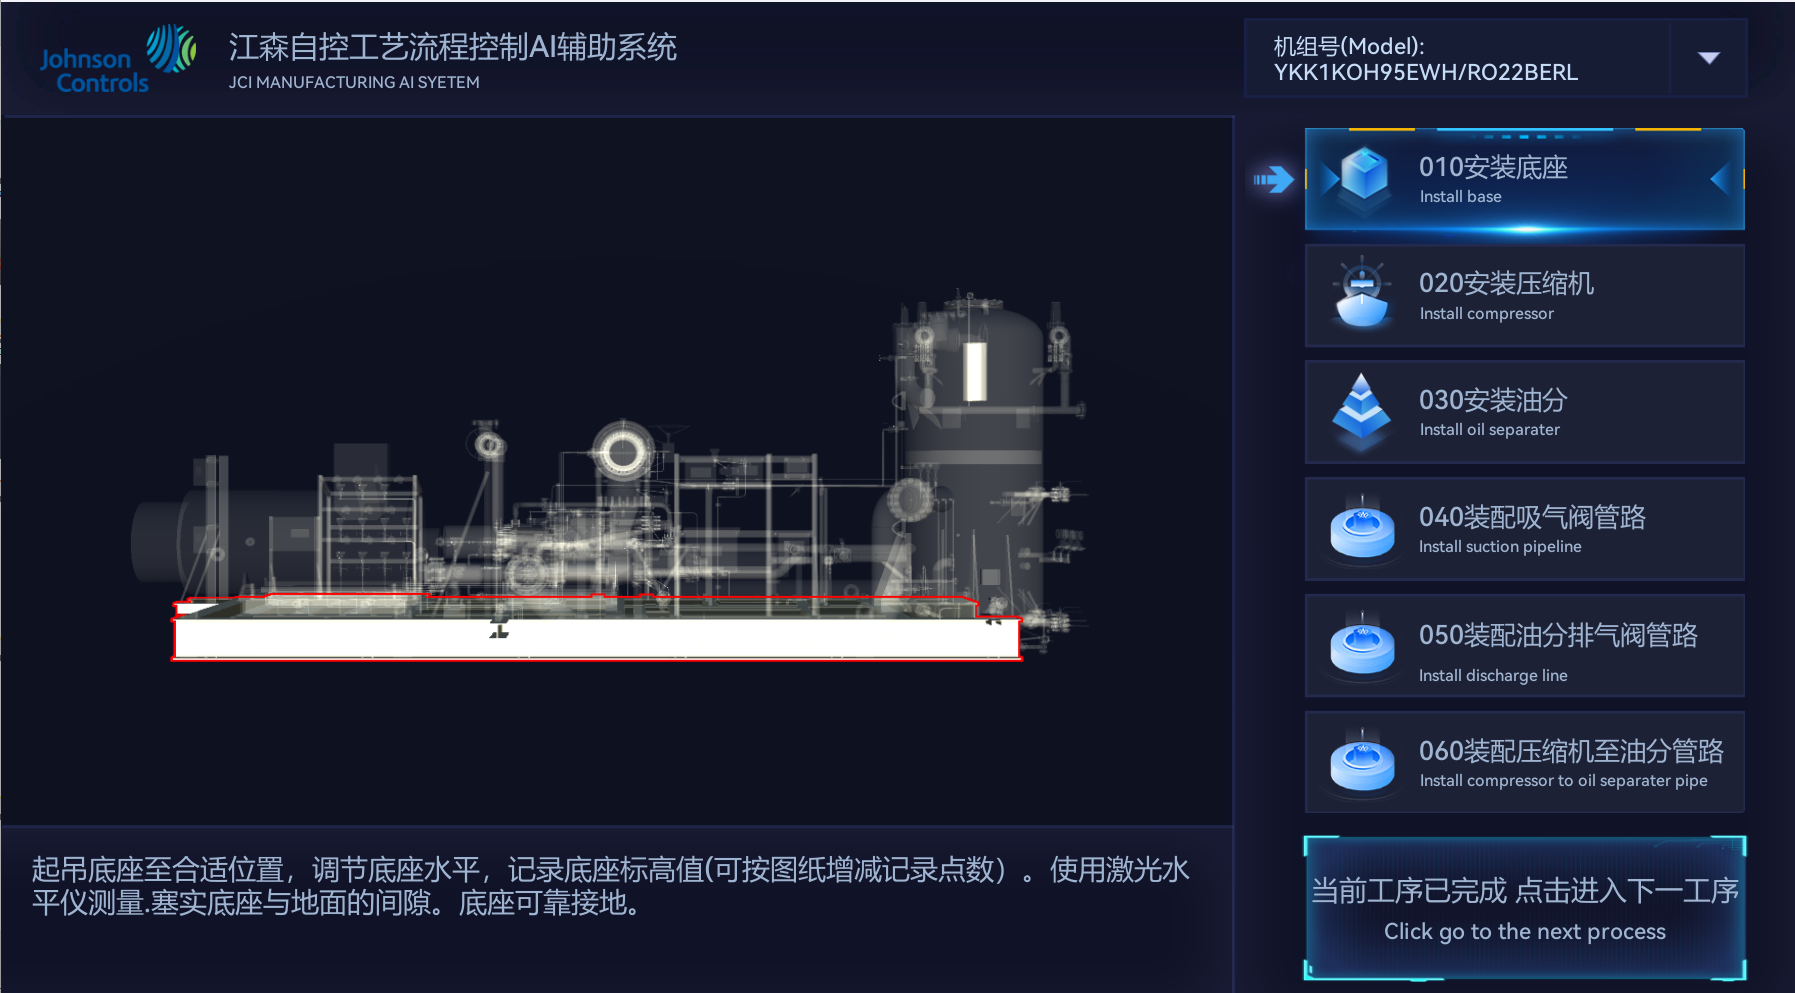 Johnson
Controls
江森自控工艺流程控制AI辅助系统
JCI MANUFACTURING AI SYETEM
机组号(Model):
YKK1KOH95EWH/RO22BERL
010安装底座
Install base
020安装压缩机
Install compressor
030安装油分
Install oil separater
040装配吸气阀管路
Install suction pipeline
050装配油分排气阀管路
Install discharge line
060装配压缩机至油分管路
Install compressor to oil separater pipe
起吊底座至合适位置，调节底座水平，记录底座标高值(可按图纸增减记录点数）。使用激光水
平仪测量.塞实底座与地面的间隙。底座可靠接地。
当前工序已完成 点击进入下一工序
Click go to the next process